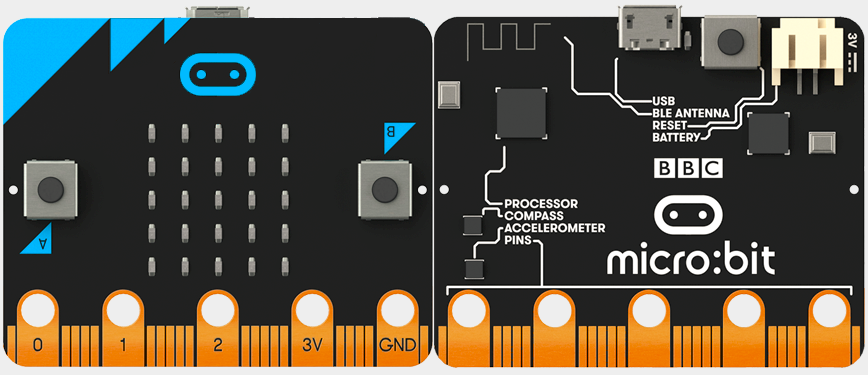 B
A
0 1 2 3V GND
3V
USB
BLE ANTENNA
RESET
BATTERY
BBC
PROCESSOR
COMPASS
ACCELEROMETER
PINS
micro:bit